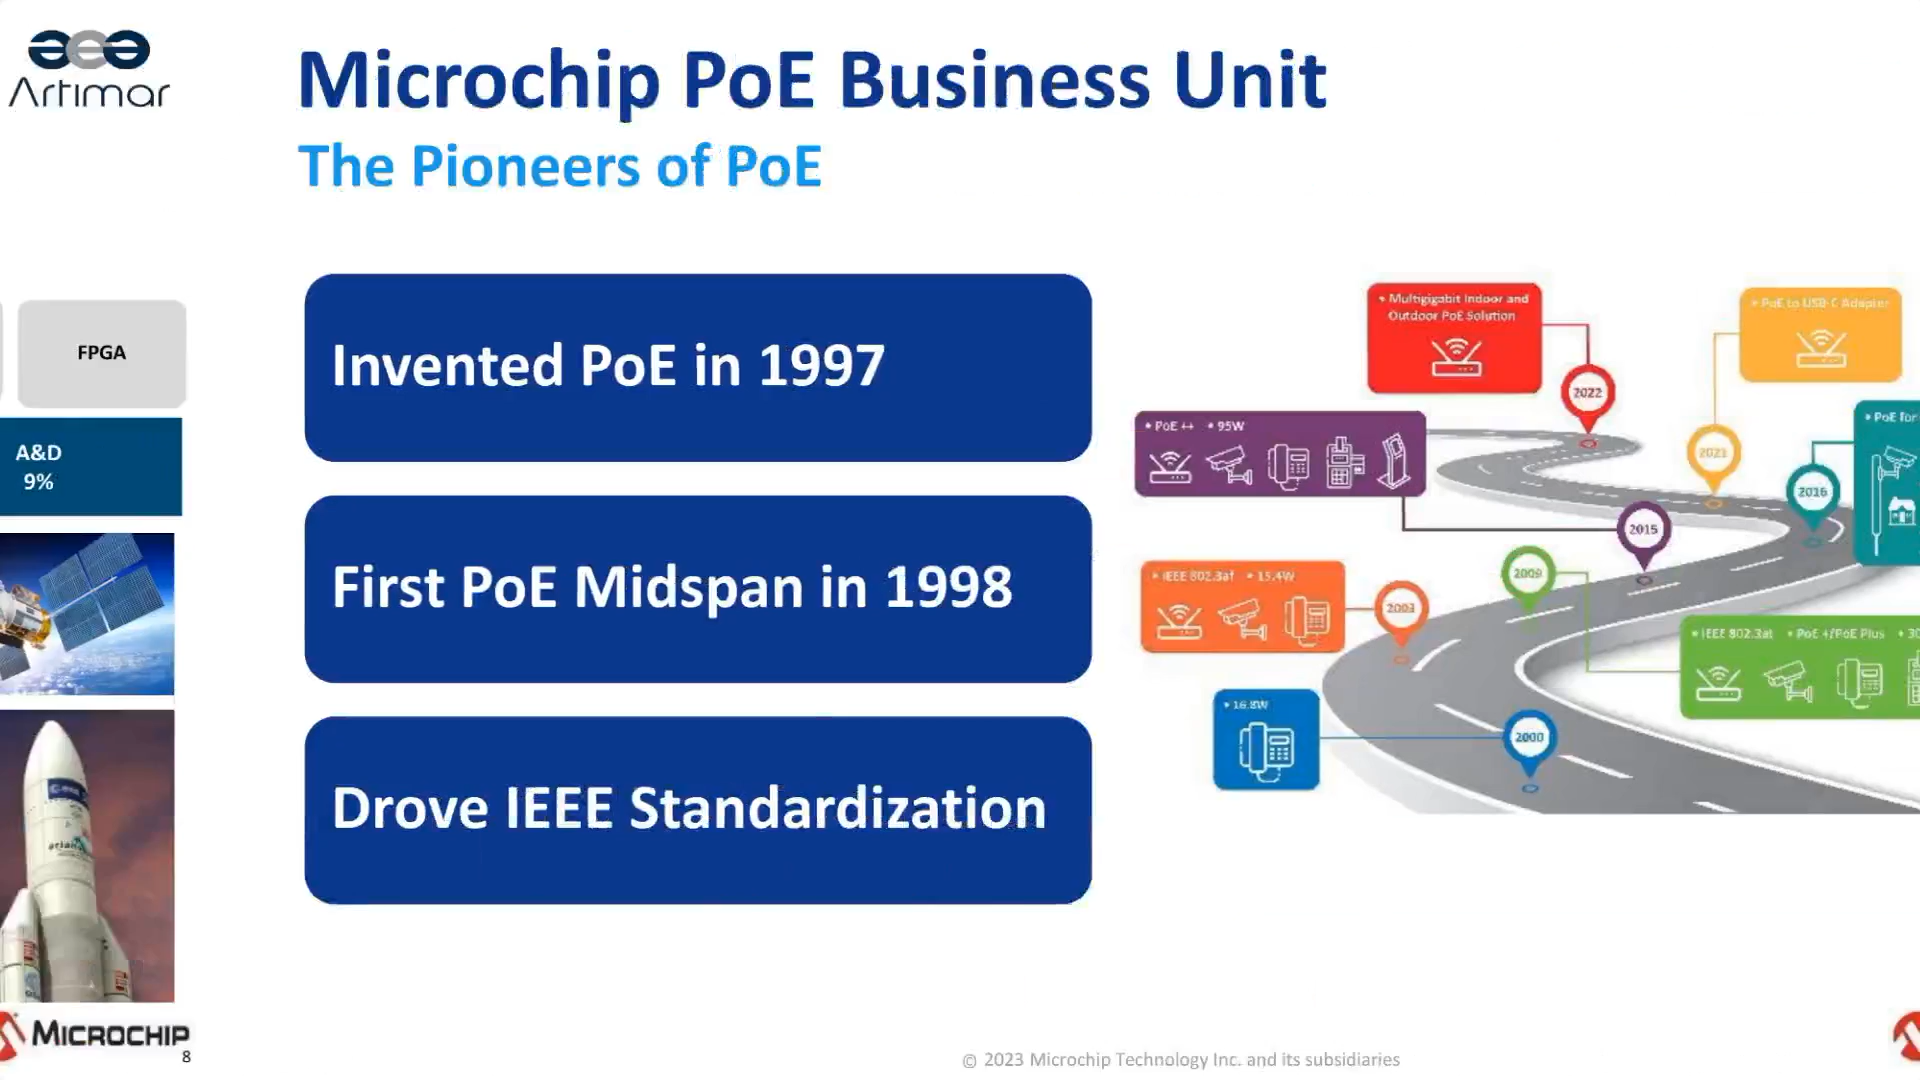 Artimar
Microchip PoE Business Unit
The Pioneers of PoE
FPGA
A&D
9%
Invented PoE in 1997
First PoE Midspan in 1998
Drove IEEE Standardization
• Multigigabit Indoor and
Outdoor PoE Solution
• PoE to USB-C Adapter
2022
• PoE ++ • 95W
2021
• PoE for
2016
2015
• IEEE 802.3af • 15.4W
2009
2003
• IEEE 802.3at • PoE +/PoE Plus • 30
• 16.8W
2000
MICROCHIP
8
© 2023 Microchip Technology Inc. and its subsidiaries